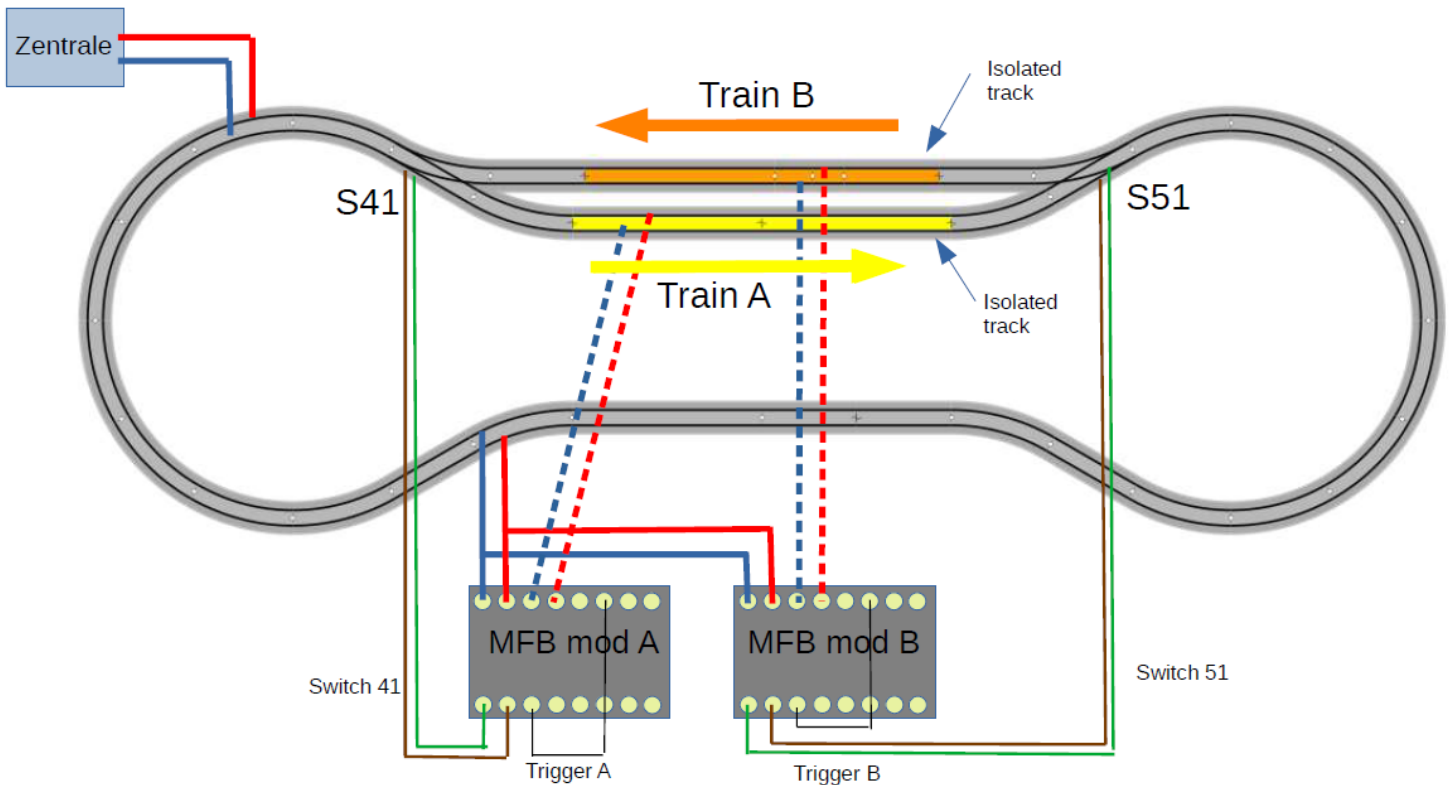 Zentrale
Isolated
track
Train B
S41
S51
Train A
Isolated
track
MFB mod A
MFB mod B
Switch 41
Switch 51
Trigger A
Trigger B